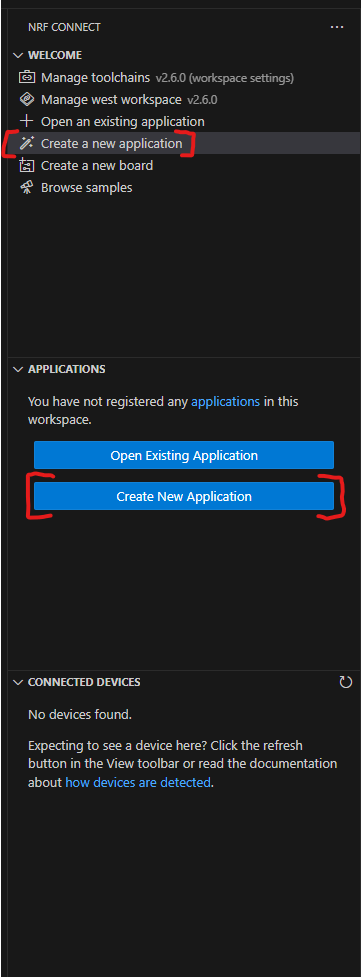 NRF CONNECT
WELCOME
Manage toolchains v2.6.0 (workspace settings)
Manage west workspace v2.6.0
Open an existing application
Create a new application
Create a new board
Browse samples
APPLICATIONS
You have not registered any applications in this
workspace.
Open Existing Application
Create New Application
CONNECTED DEVICES
No devices found.
Expecting to see a device here? Click the refresh
button in the View toolbar or read the documentation
about how devices are detected.